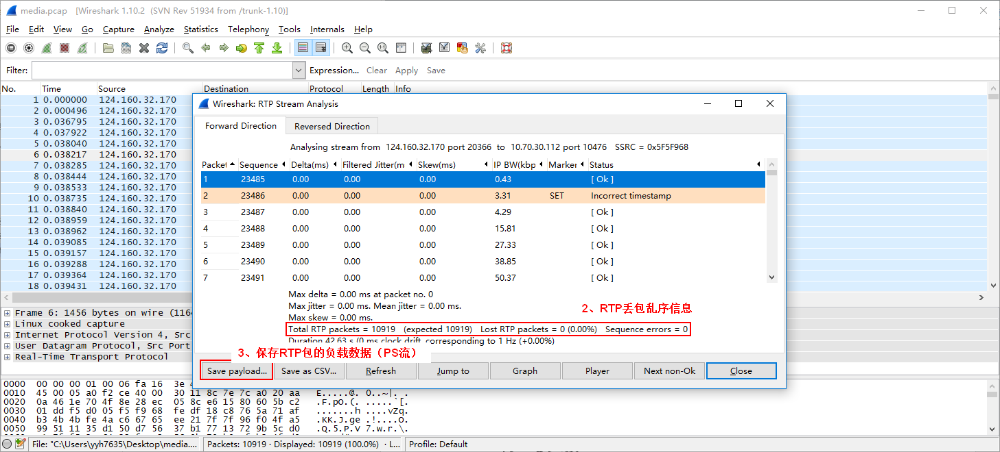 media.pcap [Wireshark 1.10.2 (SVN Rev 51934 from /trunk-1.10)]
File Edit View Go Capture Analyze Statistics Telephony Tools Internals Help
Filter: Expression... Clear Apply Save
No. Time Source Destination Protocol Length Info
1 0.000000 124.160.32.170
2 0.000496 124.160.32.170
3 0.036795 124.160.32.170
4 0.037922 124.160.32.170
5 0.038040 124.160.32.170
6 0.038217 124.160.32.170
7 0.038285 124.160.32.170
8 0.038444 124.160.32.170
9 0.038533 124.160.32.170
10 0.038735 124.160.32.170
11 0.038840 124.160.32.170
12 0.038959 124.160.32.170
13 0.038962 124.160.32.170
14 0.039085 124.160.32.170
15 0.039157 124.160.32.170
16 0.039288 124.160.32.170
17 0.039364 124.160.32.170
18 0.039431 124.160.32.170
Wireshark: RTP Stream Analysis
Forward Direction Reversed Direction
Analysing stream from 124.160.32.170 port 20366 to 10.70.30.112 port 10476 SSRC = 0x5F5F968
Packet Sequence Delta(ms) Filtered Jitter(m Skew(ms) IP BW(kbp Marker Status
1 23485 0.00 0.00 0.00 0.43 [ Ok ]
2 23486 0.00 0.00 0.00 3.31 SET Incorrect timestamp
3 23487 0.00 0.00 0.00 4.29 [ Ok ]
4 23488 0.00 0.00 0.00 15.81 [ Ok ]
5 23489 0.00 0.00 0.00 27.33 [ Ok ]
6 23490 0.00 0.00 0.00 38.85 [ Ok ]
7 23491 0.00 0.00 0.00 50.37 [ Ok ]
Max delta = 0.00 ms at packet no. 0
Max jitter = 0.00 ms. Mean jitter = 0.00 ms.
Max skew = 0.00 ms.
2、RTP丢包乱序信息
Total RTP packets = 10919 (expected 10919) Lost RTP packets = 0 (0.00%) Sequence errors = 0
Duration 42.63 s (0 ms clock drift, corresponding to 1 Hz (+0.00%)
3、保存RTP包的负载数据（PS流）
Save payload... Save as CSV... Refresh Jump to Graph Player Next non-Ok Close
Frame 6: 1456 bytes on wire (1164
Linux cooked capture
Internet Protocol Version 4, Src
User Datagram Protocol, Src Port
Real-Time Transport Protocol
0000 00 00 00 01 00 06 fa 16 3e
0010 45 00 05 a0 f2 ce 40 00 30 11 8c 7e 7c a0 20 aa E.....@. 0..~|. .
0020 0a 46 1e 70 4f 8e 28 ec 05 8c e6 15 80 60 5b c2 .F.pO.(. .....`[.
0030 01 dd f5 d0 05 f5 f9 68 fe df 18 c8 76 5a 71 af .......h ....vZq.
0040 b3 4b 4b fe 4a c6 67 65 ee 21 7f 7f 96 f0 4f a5 .KK.J.ge .!....O.
0050 99 51 11 35 d1 50 d7 56 37 0b 77 13 72 9b 5c d0 .Q.5.P.V 7.w.r.\.
File: "C:\Users\yyh7635\Desktop\media.... Packets: 10919 · Displayed: 10919 (100.0%) · L... Profile: Default